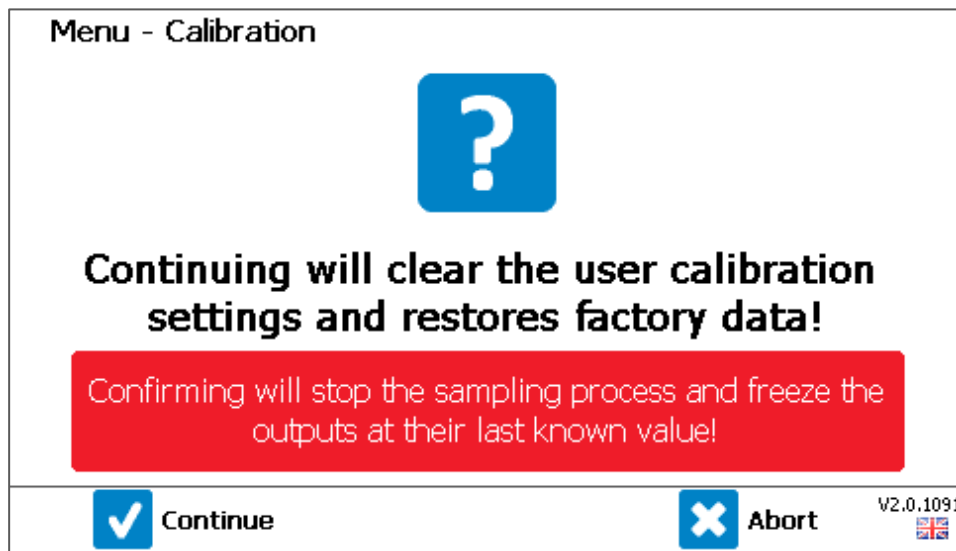 Menu - Calibration
?
Continuing will clear the user calibration
settings and restores factory data!
Confirming will stop the sampling process and freeze the
outputs at their last known value!
Continue
Abort
V2.0.1091